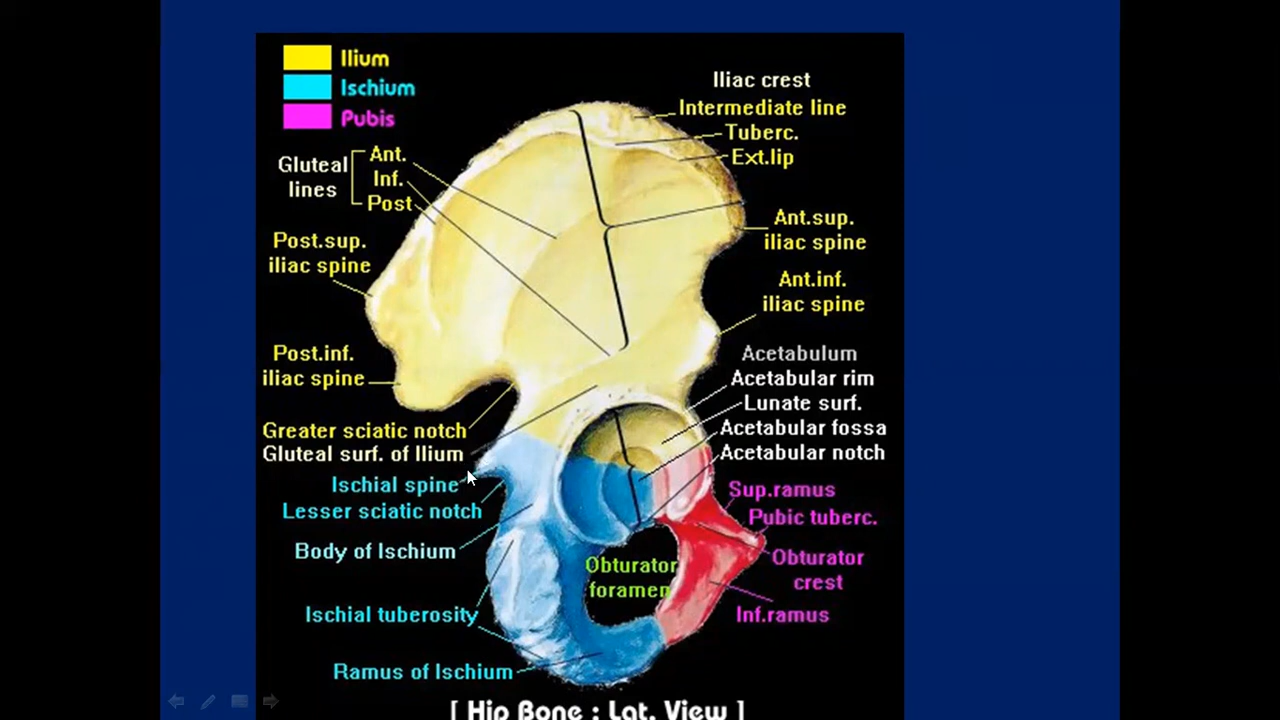 Ilium
Ischium
Pubis
Iliac crest
Intermediate line
Tuberc.
Ext.lip
Gluteal
lines
Ant.
Inf.
Post
Post.sup.
iliac spine
Ant.sup.
iliac spine
Ant.inf.
iliac spine
Post.inf.
iliac spine
Acetabulum
Acetabular rim
Lunate surf.
Acetabular fossa
Acetabular notch
Greater sciatic notch
Gluteal surf. of Ilium
Ischial spine
Lesser sciatic notch
Body of Ischium
Sup.ramus
Pubic tuberc.
Obturator
crest
Obturator
foramen
Inf.ramus
Ischial tuberosity
Ramus of Ischium
[ Hip Bone : Lat. View ]